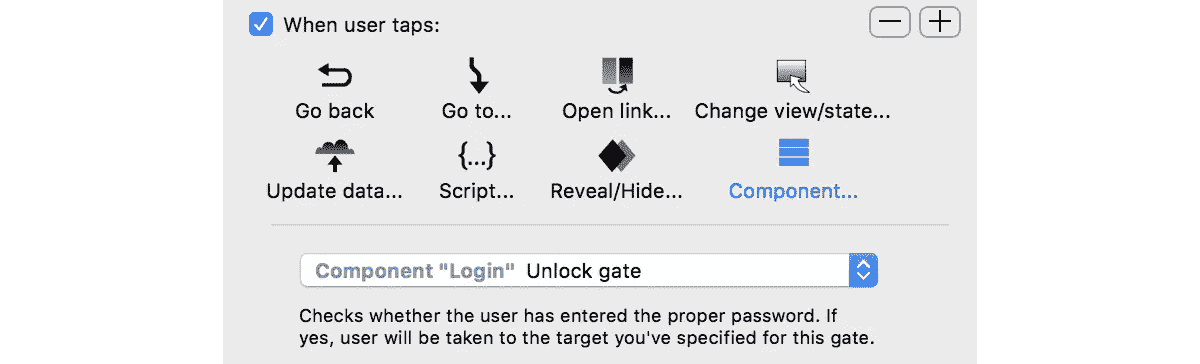 When user taps:
Go back Go to... Open link... Change view/state...
{...}
Update data... Script... Reveal/Hide... Component...
Component "Login" Unlock gate
Checks whether the user has entered the proper password. If
yes, user will be taken to the target you've specified for this gate.